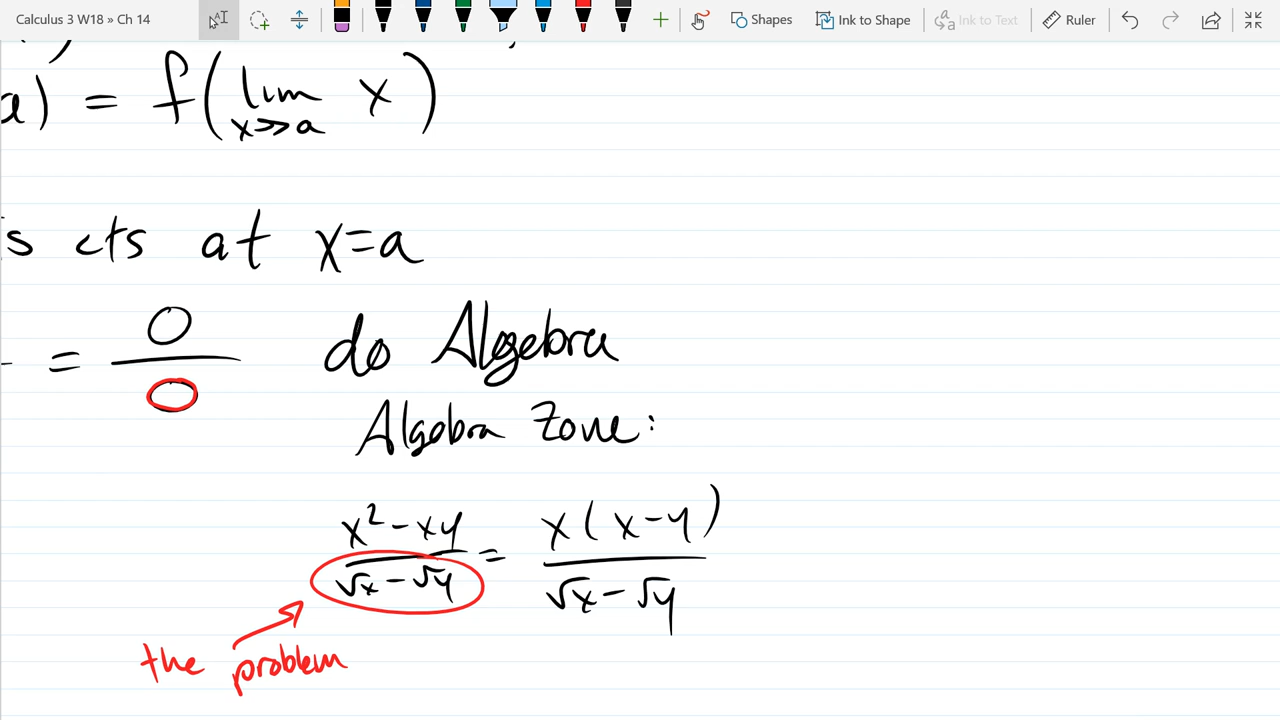 Calculus 3 W18 » Ch 14
Shapes
Ink to Shape
Ink to Text
Ruler
a) = f(lim x→a x)
s cts at x=a
= 0/0 do Algebra
Algebra Zone:
x² - xy / √x - √y = x(x-y) / √x - √y
the problem